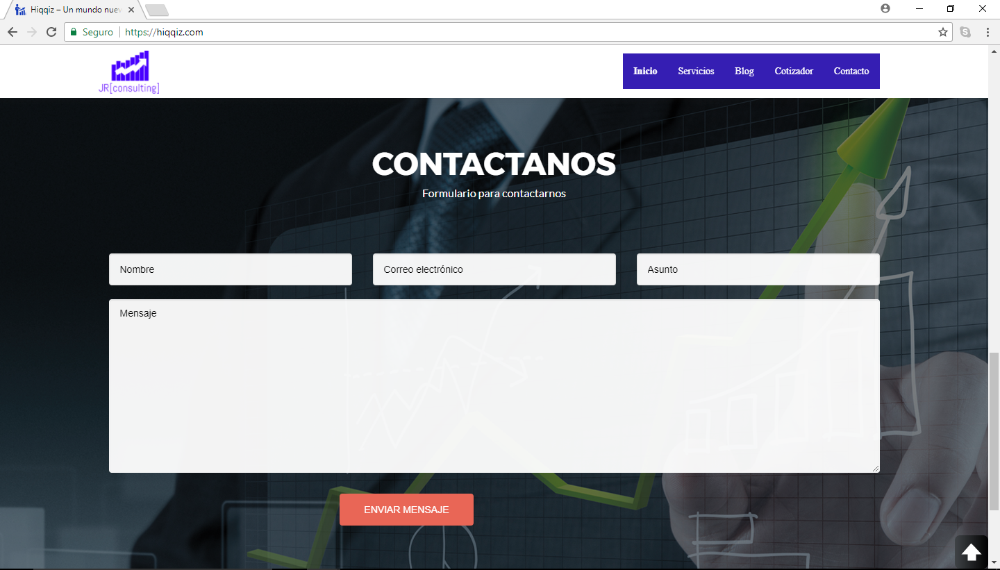 Hiqqiz – Un mundo nuev
Seguro https://hiqqiz.com
JR[consulting]
Inicio Servicios Blog Cotizador Contacto
CONTACTANOS
Formulario para contactarnos
Nombre Correo electrónico Asunto
Mensaje
ENVIAR MENSAJE